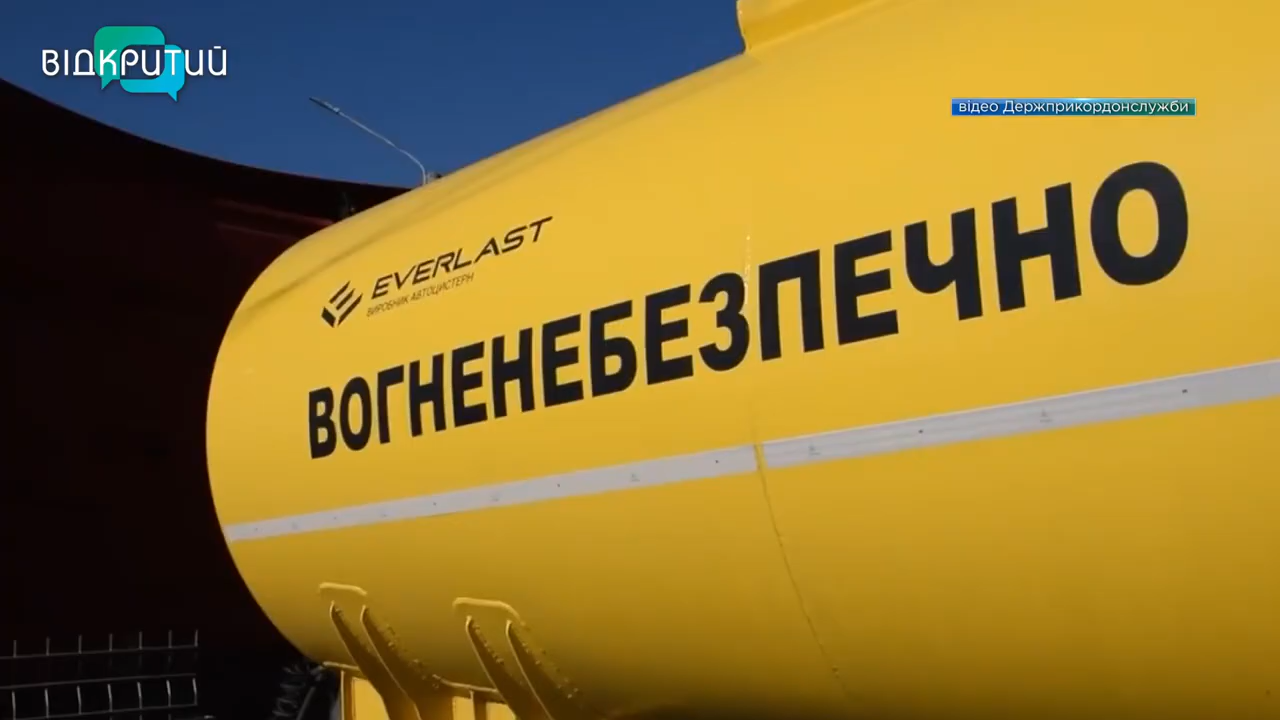 ВІДКРИТИЙ
відео Держприкордонслужби
EVERLAST
ВИРОБНИК АВТОЦИСТЕРН
ВОГНЕНЕБЕЗПЕЧНО